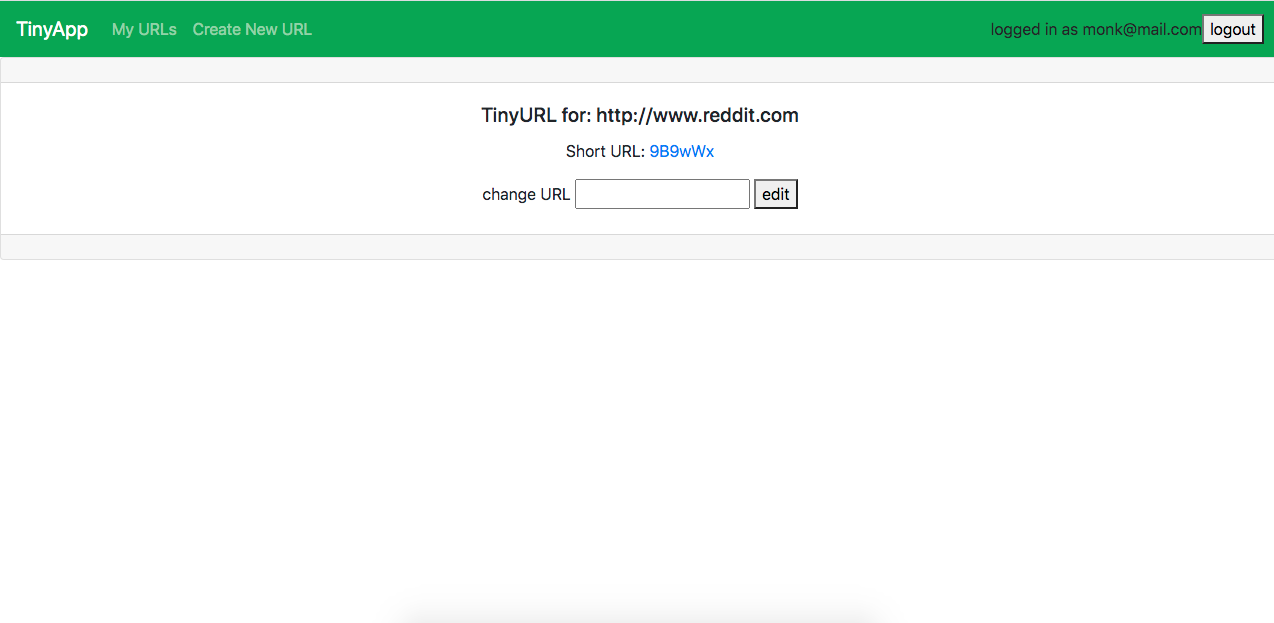 TinyApp My URLs Create New URL logged in as monk@mail.com logout
TinyURL for: http://www.reddit.com
Short URL: 9B9wWx
change URL edit